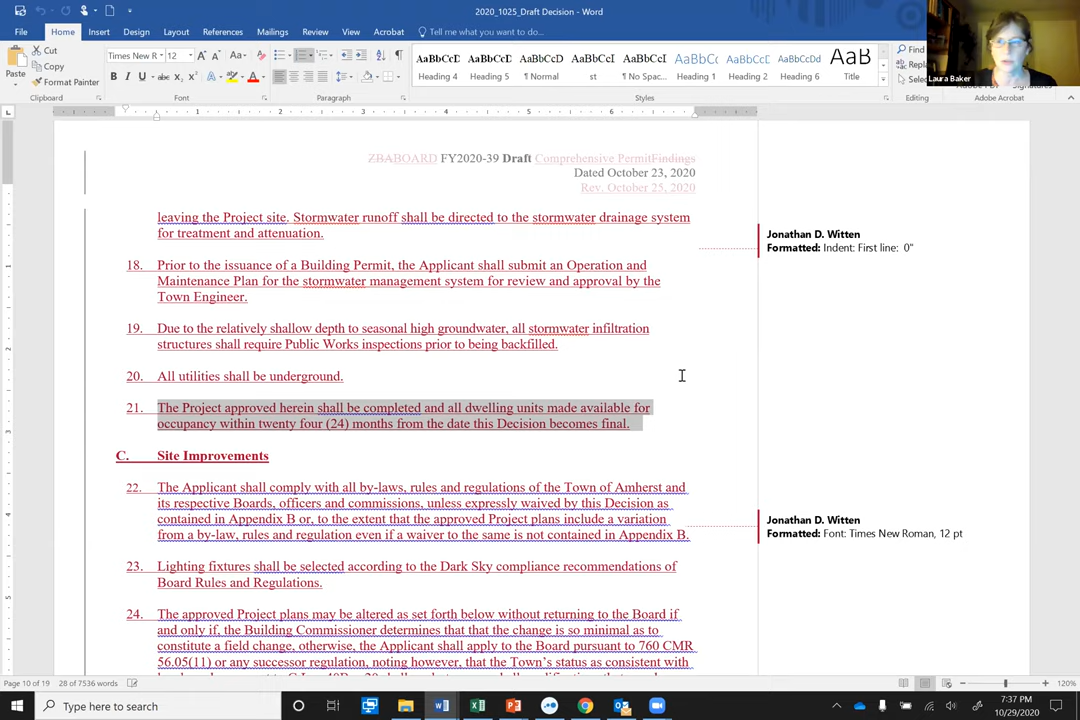 2020_1025_Draft Decision - Word
File Home Insert Design Layout References Mailings Review View Acrobat Tell me what you want to do...
Laura Baker
Paste
Cut
Copy
Format Painter
Clipboard
Times New R 12
Font
Paragraph
AaBbCcD Heading 4
AaBbCcD Heading 5
AaBbCcD ¶ Normal
AaBbCcD st
AaBbCcI ¶ No Spac...
AaBbCc Heading 1
AaBbCc Heading 2
AaBbCcDd Heading 6
AaB Title
Styles
Find
Editing
Adobe Acrobat
ZBABOARD FY2020-39 Draft Comprehensive PermitFindings
Dated October 23, 2020
Rev. October 25, 2020
leaving the Project site. Stormwater runoff shall be directed to the stormwater drainage system
for treatment and attenuation.
18. Prior to the issuance of a Building Permit, the Applicant shall submit an Operation and
Maintenance Plan for the stormwater management system for review and approval by the
Town Engineer.
19. Due to the relatively shallow depth to seasonal high groundwater, all stormwater infiltration
structures shall require Public Works inspections prior to being backfilled.
20. All utilities shall be underground.
21. The Project approved herein shall be completed and all dwelling units made available for
occupancy within twenty four (24) months from the date this Decision becomes final.
C. Site Improvements
22. The Applicant shall comply with all by-laws, rules and regulations of the Town of Amherst and
its respective Boards, officers and commissions, unless expressly waived by this Decision as
contained in Appendix B or, to the extent that the approved Project plans include a variation
from a by-law, rules and regulation even if a waiver to the same is not contained in Appendix B.
23. Lighting fixtures shall be selected according to the Dark Sky compliance recommendations of
Board Rules and Regulations.
24. The approved Project plans may be altered as set forth below without returning to the Board if
and only if, the Building Commissioner determines that that the change is so minimal as to
constitute a field change, otherwise, the Applicant shall apply to the Board pursuant to 760 CMR
56.05(11) or any successor regulation, noting however, that the Town's status as consistent with
Jonathan D. Witten
Formatted: Indent: First line: 0"
Jonathan D. Witten
Formatted: Font: Times New Roman, 12 pt
Page 10 of 19 28 of 7536 words
120%
Type here to search
7:37 PM
10/29/2020